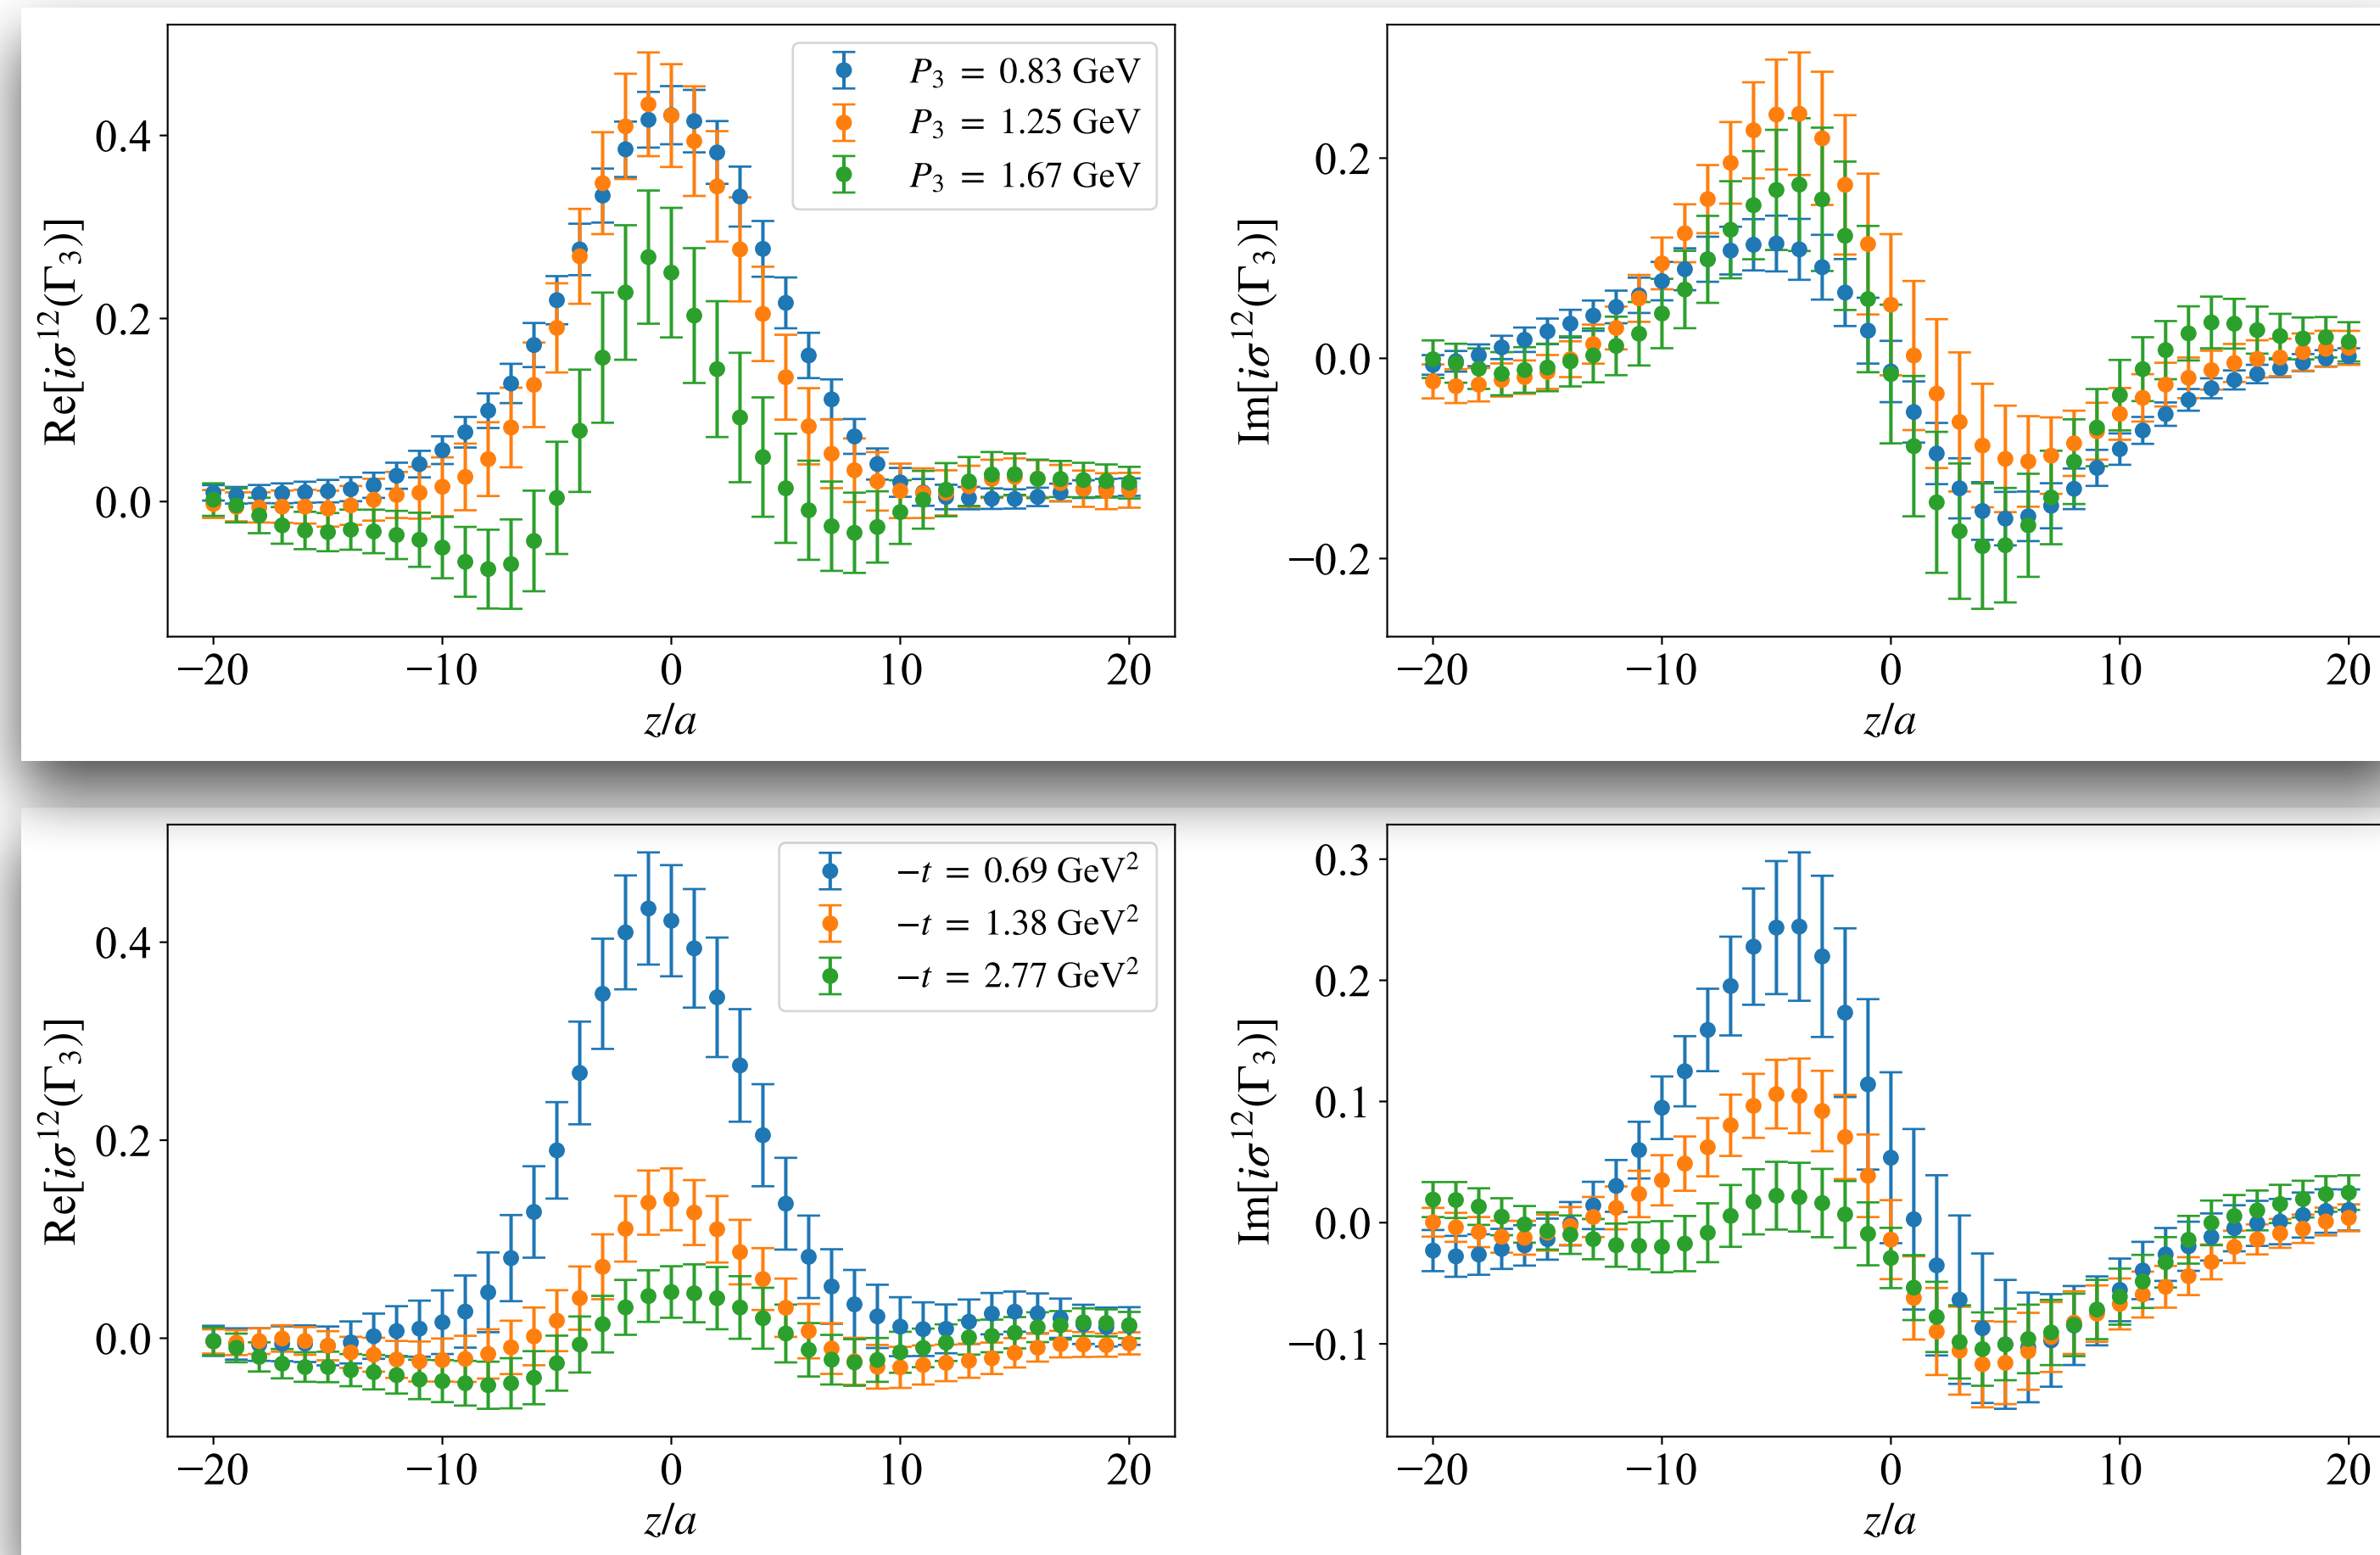 Re[iσ¹²(Γ₃)]
0.4
0.2
0.0
P₃ = 0.83 GeV
P₃ = 1.25 GeV
P₃ = 1.67 GeV
−20 −10 0 10 20
z/a
Im[iσ¹²(Γ₃)]
0.2
0.0
−0.2
−20 −10 0 10 20
z/a
Re[iσ¹²(Γ₃)]
0.4
0.2
0.0
−t = 0.69 GeV²
−t = 1.38 GeV²
−t = 2.77 GeV²
−20 −10 0 10 20
z/a
Im[iσ¹²(Γ₃)]
0.3
0.2
0.1
0.0
−0.1
−20 −10 0 10 20
z/a